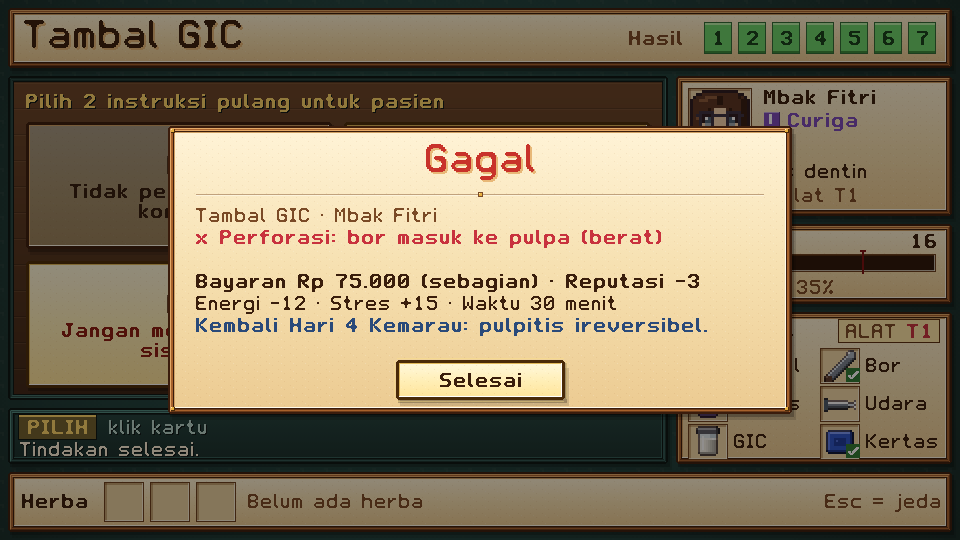 Tambal GIC
Hasil 1 2 3 4 5 6 7
Pilih 2 instruksi pulang untuk pasien
Mbak Fitri
! Curiga
Tidak
dentin
T1
Jangan
16
35%
Gagal
Tambal GIC · Mbak Fitri
x Perforasi: bor masuk ke pulpa (berat)
Bayaran Rp 75.000 (sebagian) · Reputasi -3
Energi -12 · Stres +15 · Waktu 30 menit
Kembali Hari 4 Kemarau: pulpitis ireversibel.
Selesai
ALAT T1
Bor
Udara
GIC
Kertas
PILIH klik kartu
Tindakan selesai.
Herba
Belum ada herba
Esc = jeda